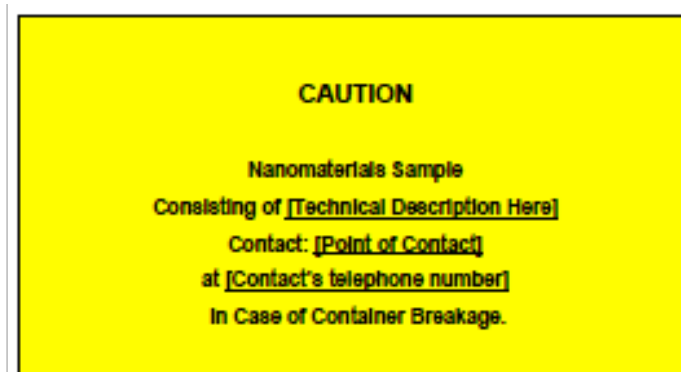 CAUTION
Nanomaterials Sample
Consisting of [Technical Description Here]
Contact: [Point of Contact]
at [Contact's telephone number]
in Case of Container Breakage.